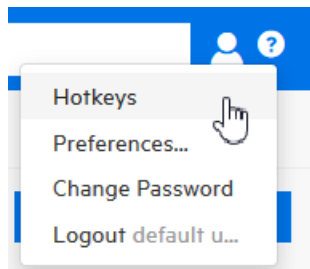 ?
Hotkeys
Preferences...
Change Password
Logout default u...